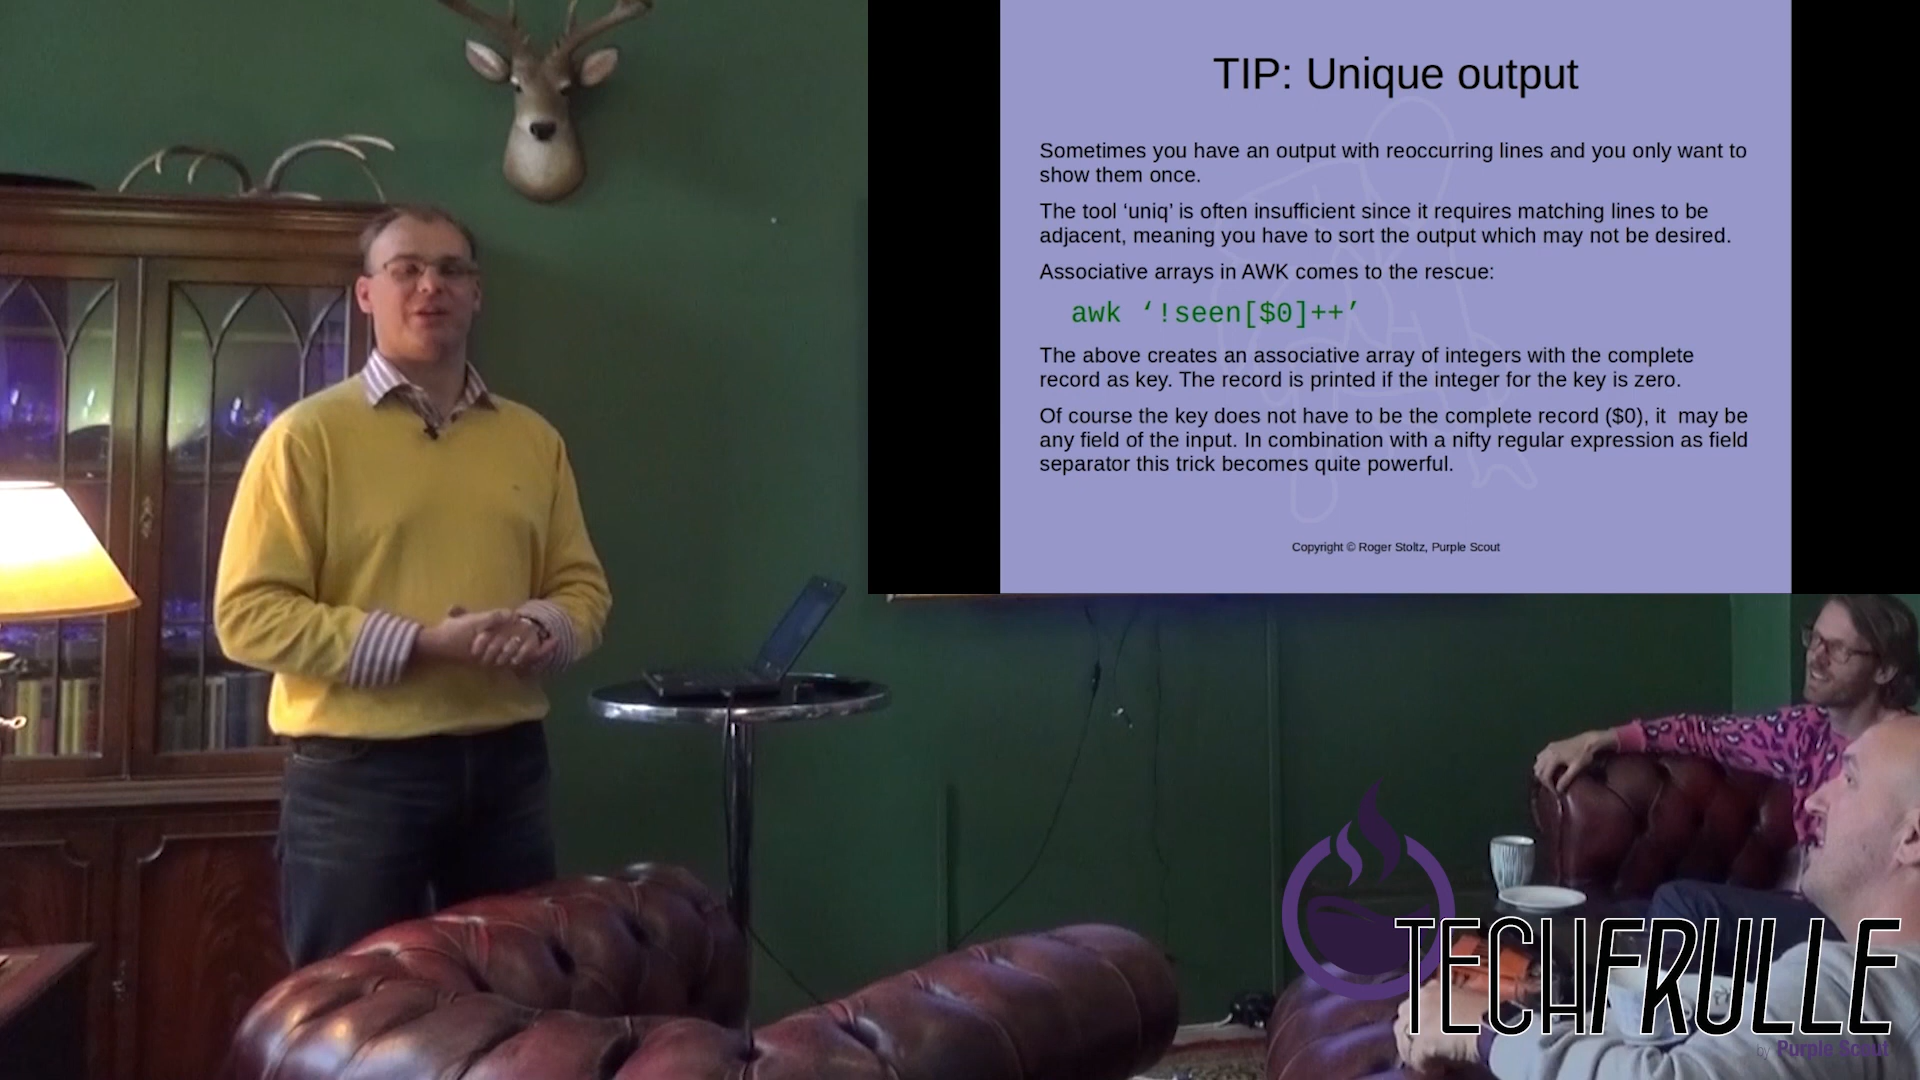 TIP: Unique output
Sometimes you have an output with reoccurring lines and you only want to
show them once.
The tool ‘uniq’ is often insufficient since it requires matching lines to be
adjacent, meaning you have to sort the output which may not be desired.
Associative arrays in AWK comes to the rescue:
awk ‘!seen[$0]++’
The above creates an associative array of integers with the complete
record as key. The record is printed if the integer for the key is zero.
Of course the key does not have to be the complete record ($0), it  may be
any field of the input. In combination with a nifty regular expression as field
separator this trick becomes quite powerful.
Copyright © Roger Stoltz, Purple Scout
TECHFRULLE
by Purple Scout